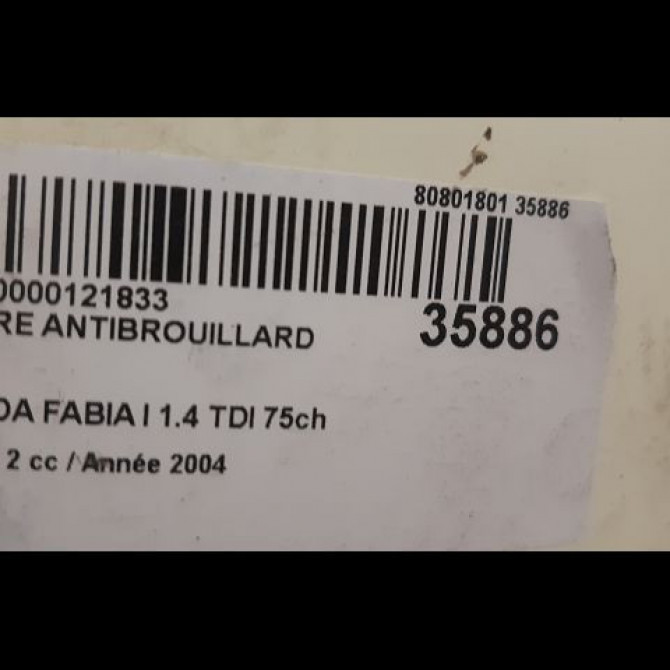 80801801 35886
0000121833
35886
RE ANTIBROUILLARD
DA FABIA I 1.4 TDI 75ch
2 cc / Année 2004